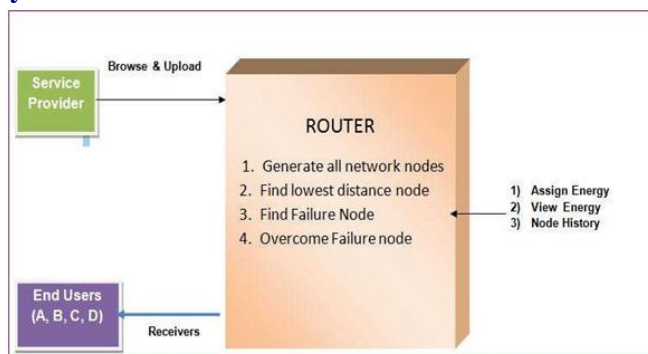 Browse & Upload
Service
Provider
ROUTER
1. Generate all network nodes
2. Find lowest distance node
3. Find Failure Node
4. Overcome Failure node
1) Assign Energy
2) View Energy
3) Node History
End Users
(A, B, C, D)
Receivers